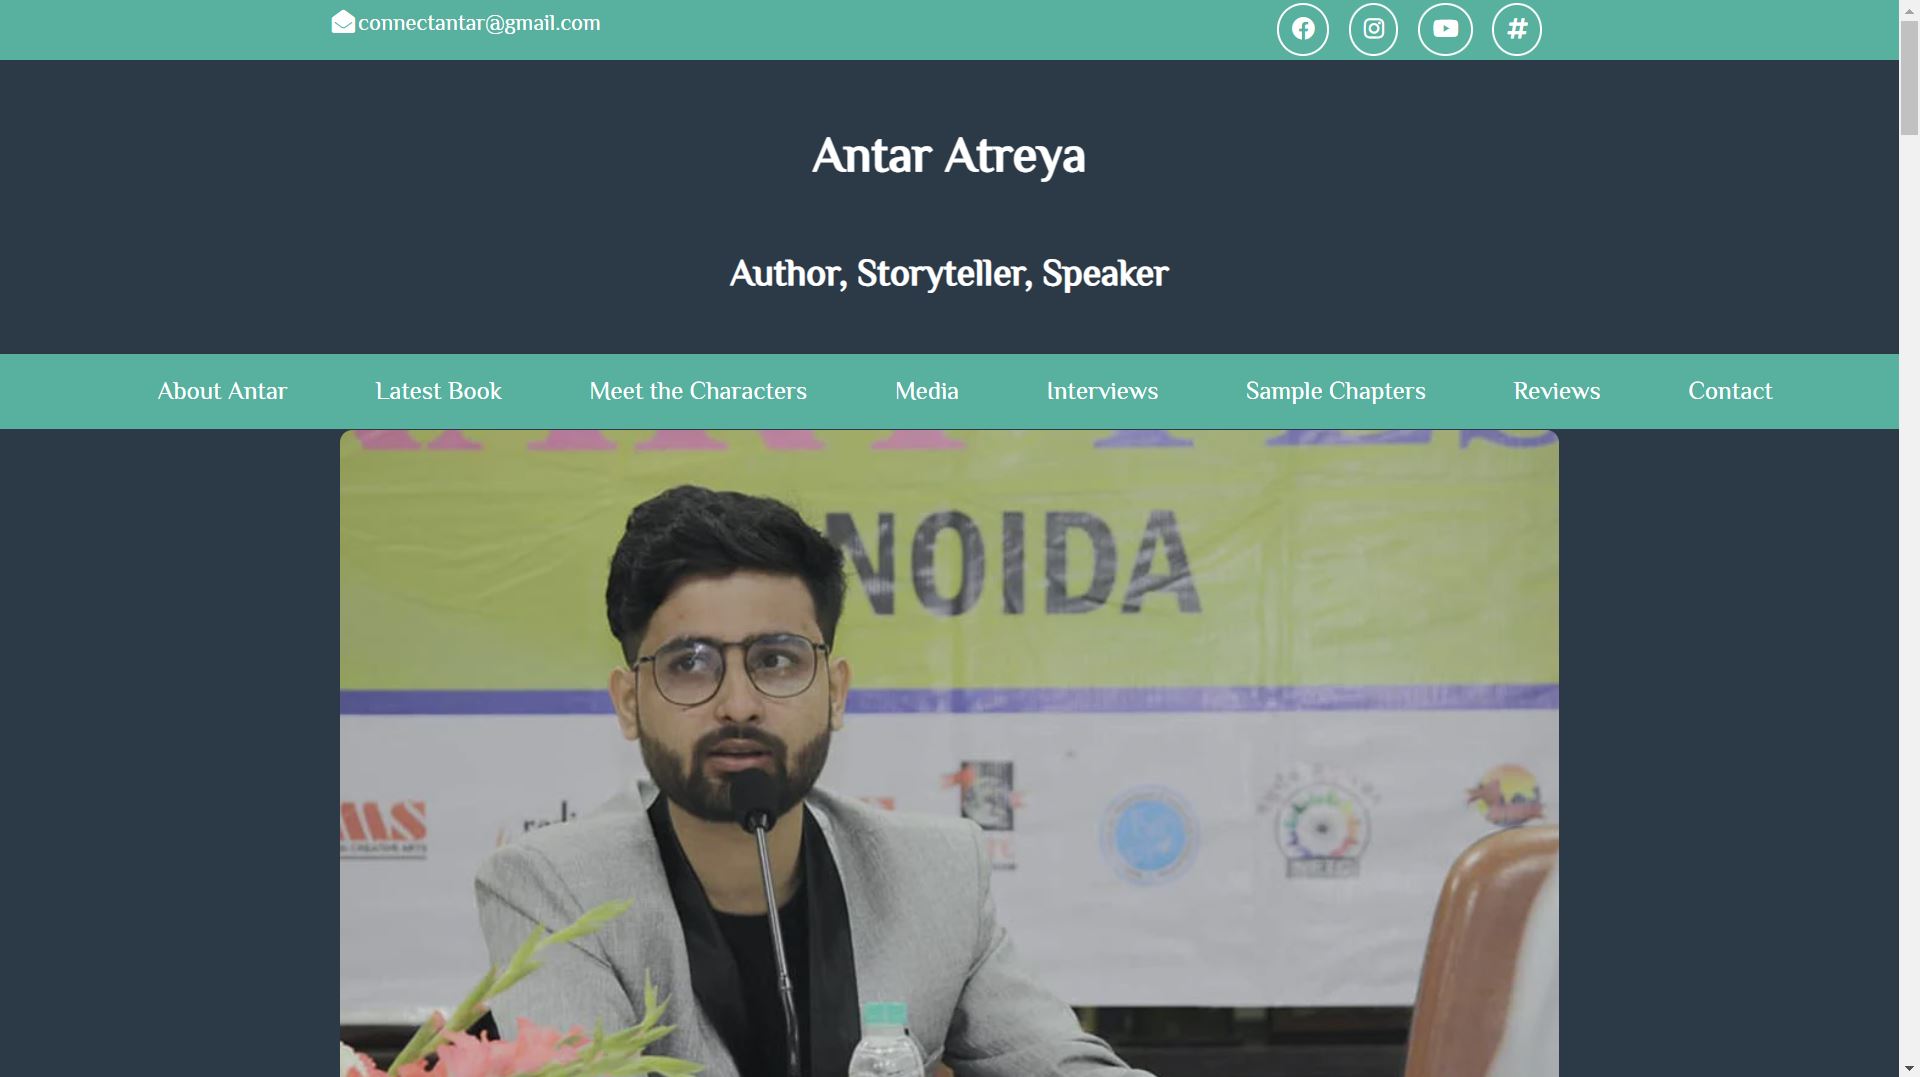 connectantar@gmail.com
#
Antar Atreya
Author, Storyteller, Speaker
About Antar
Latest Book
Meet the Characters
Media
Interviews
Sample Chapters
Reviews
Contact
NOIDA